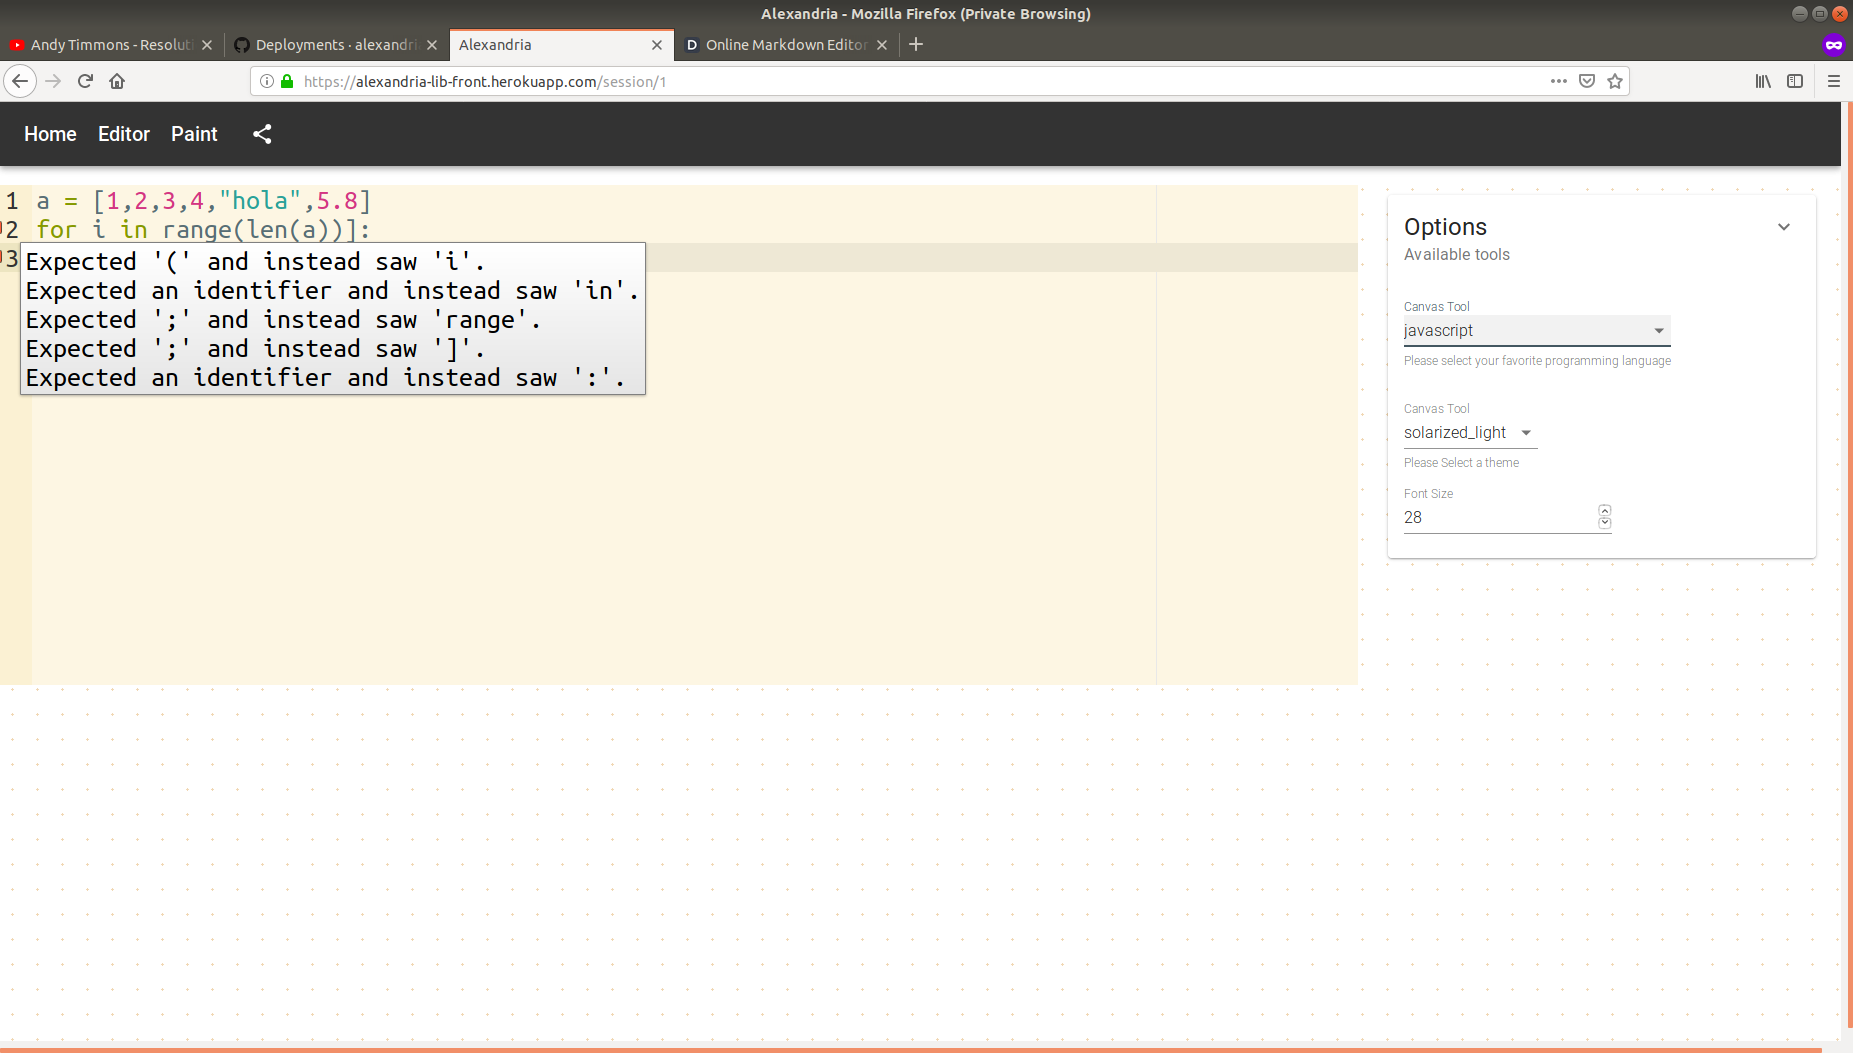 Alexandria - Mozilla Firefox (Private Browsing)
Andy Timmons - Resoluti
Deployments · alexandri
Alexandria
Online Markdown Editor
https://alexandria-lib-front.herokuapp.com/session/1
Home Editor Paint
1 a = [1,2,3,4,"hola",5.8]
2 for i in range(len(a))]:
3
Expected '(' and instead saw 'i'.
Expected an identifier and instead saw 'in'.
Expected ';' and instead saw 'range'.
Expected ';' and instead saw ']'.
Expected an identifier and instead saw ':'.
Options
Available tools
Canvas Tool
javascript
Please select your favorite programming language
Canvas Tool
solarized_light
Please Select a theme
Font Size
28